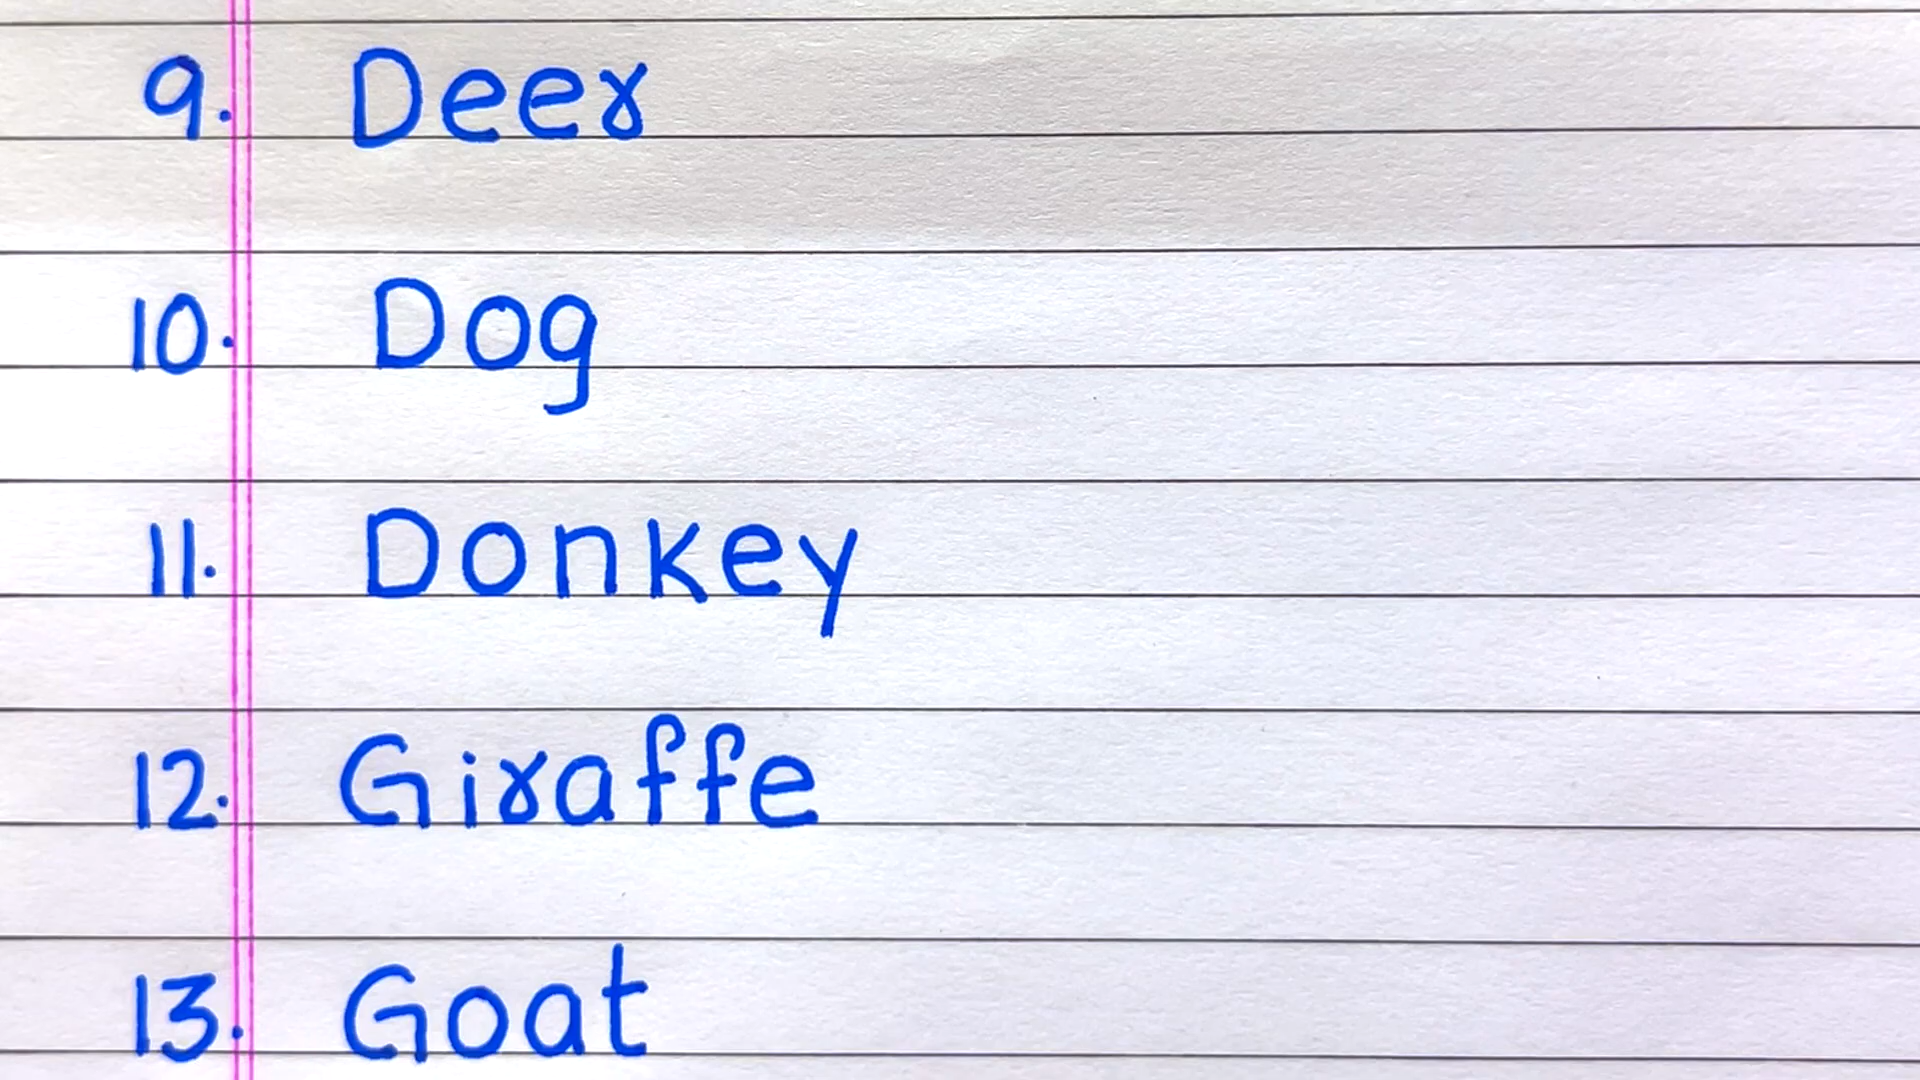 9. Deer
10. Dog
11. Donkey
12. Giraffe
13. Goat